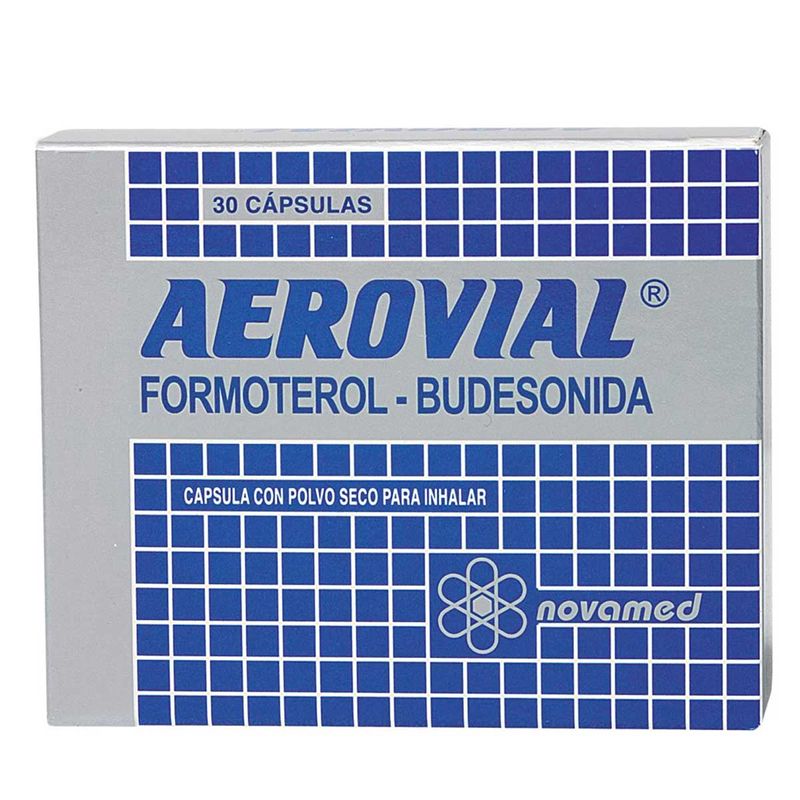 30 CÁPSULAS
AEROVIAL®
FORMOTEROL - BUDESONIDA
CAPSULA CON POLVO SECO PARA INHALAR
novamed